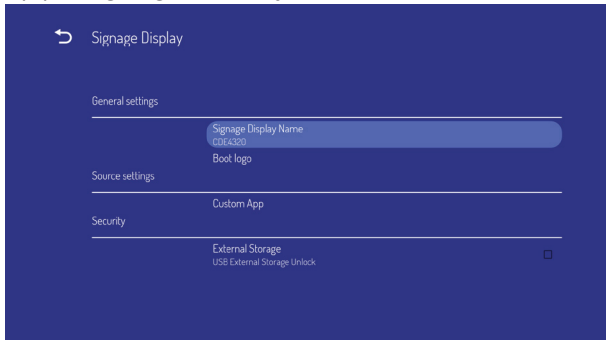 Signage Display
General settings
Signage Display Name
CDE4320
Boot logo
Source settings
Custom App
Security
External Storage
USB External Storage Unlock